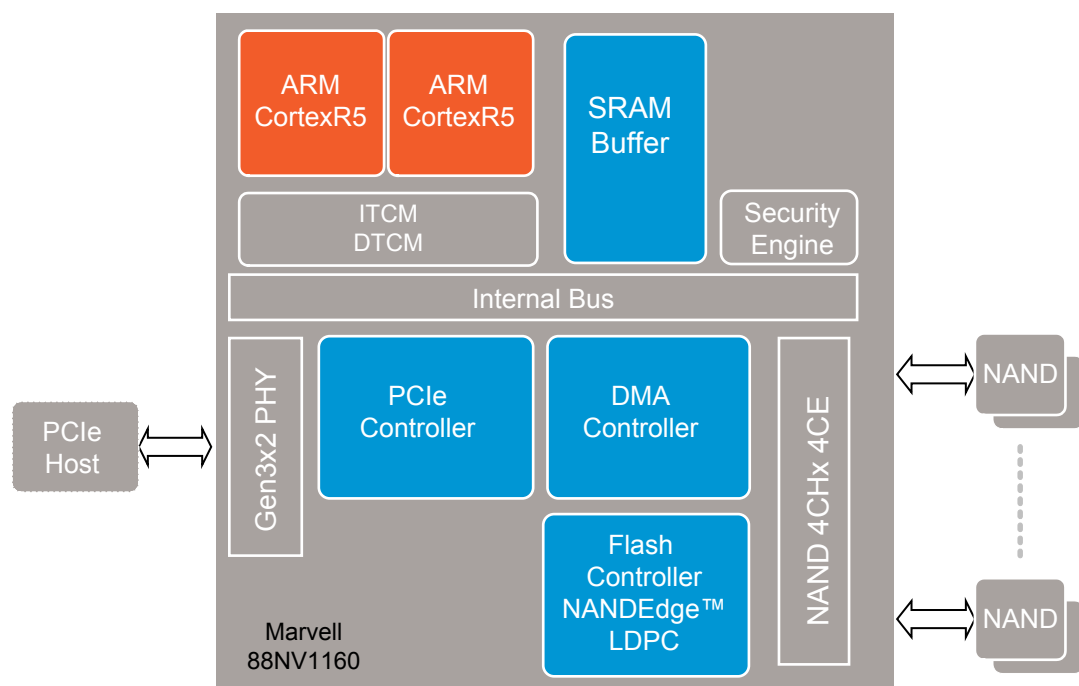 ARM
CortexR5
ARM
CortexR5
SRAM
Buffer
ITCM
DTCM
Security
Engine
Internal Bus
Gen3x2 PHY
PCIe
Controller
DMA
Controller
NAND 4CHx 4CE
NAND
PCIe
Host
Flash
Controller
NANDEdge™
LDPC
NAND
Marvell
88NV1160